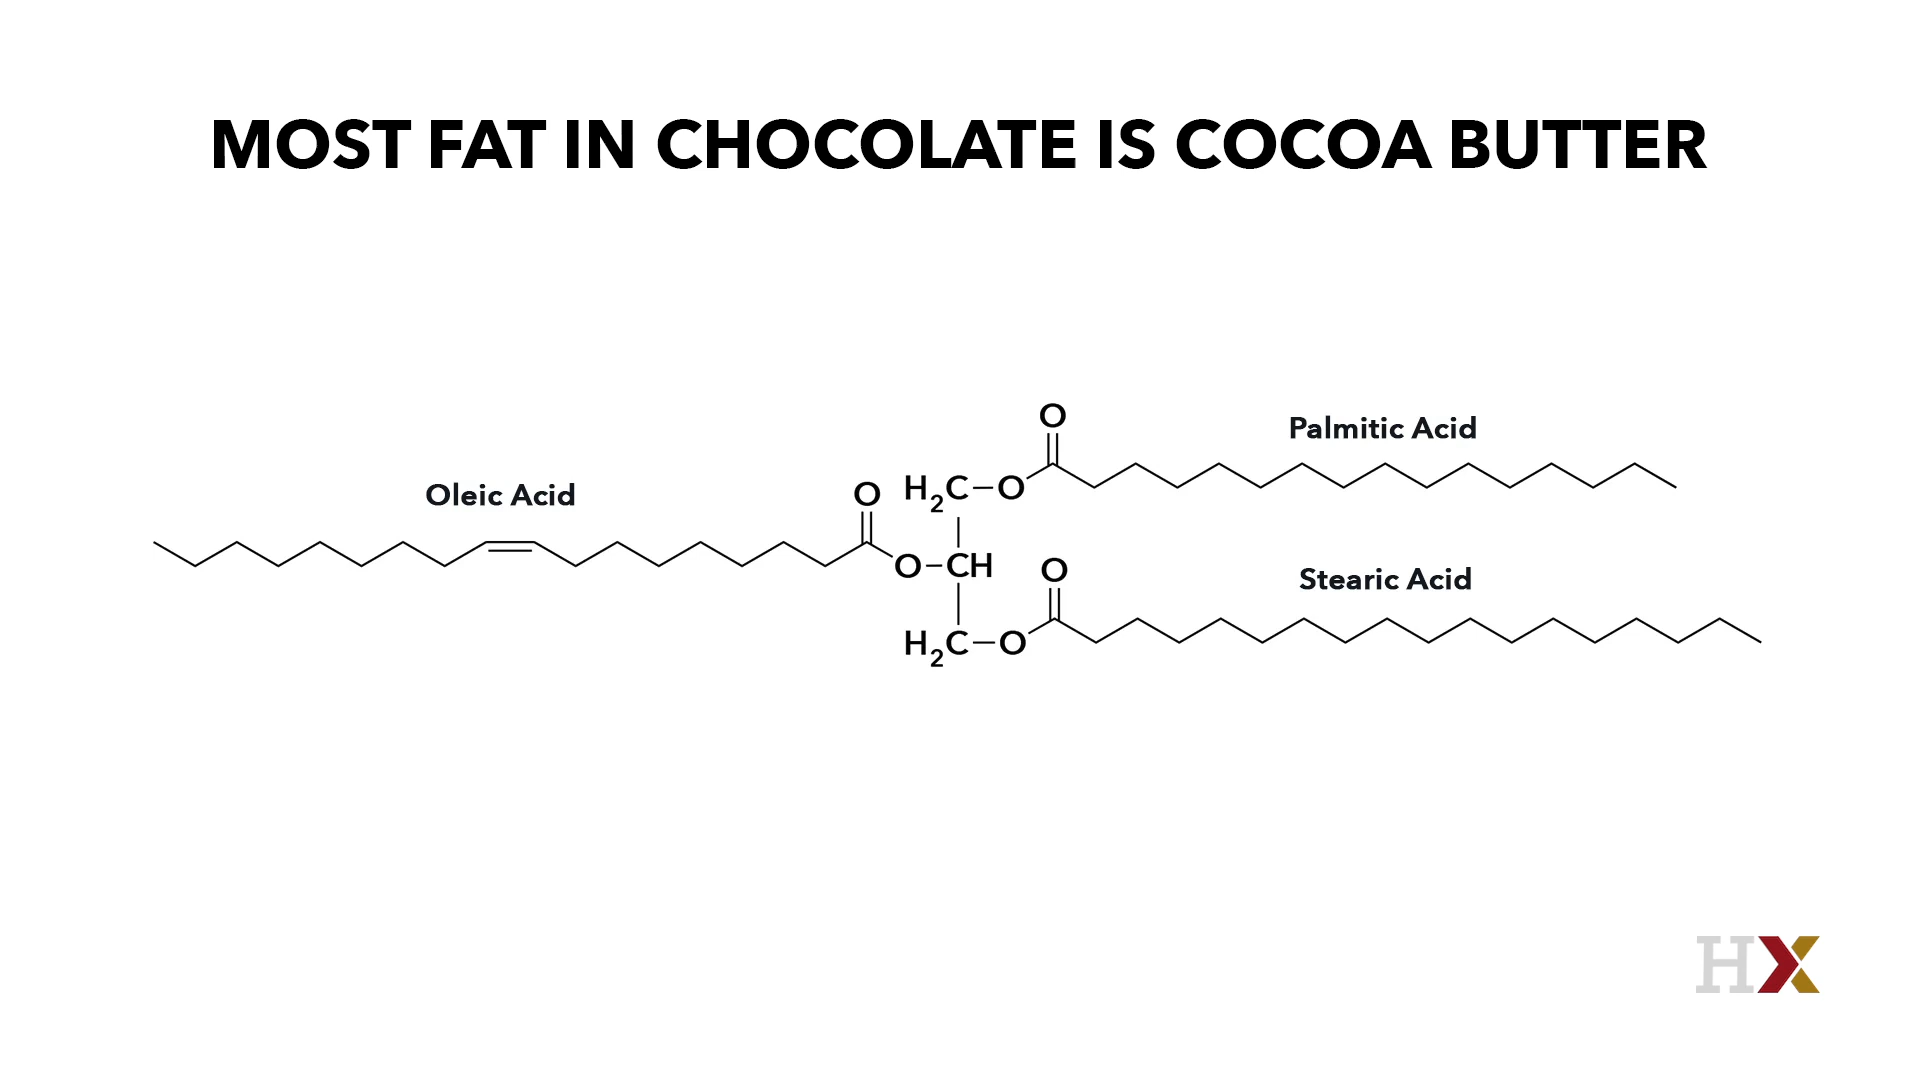 MOST FAT IN CHOCOLATE IS COCOA BUTTER
O
Palmitic Acid
Oleic Acid
O
H₂C–O
O–CH
O
Stearic Acid
H₂C–O
HX